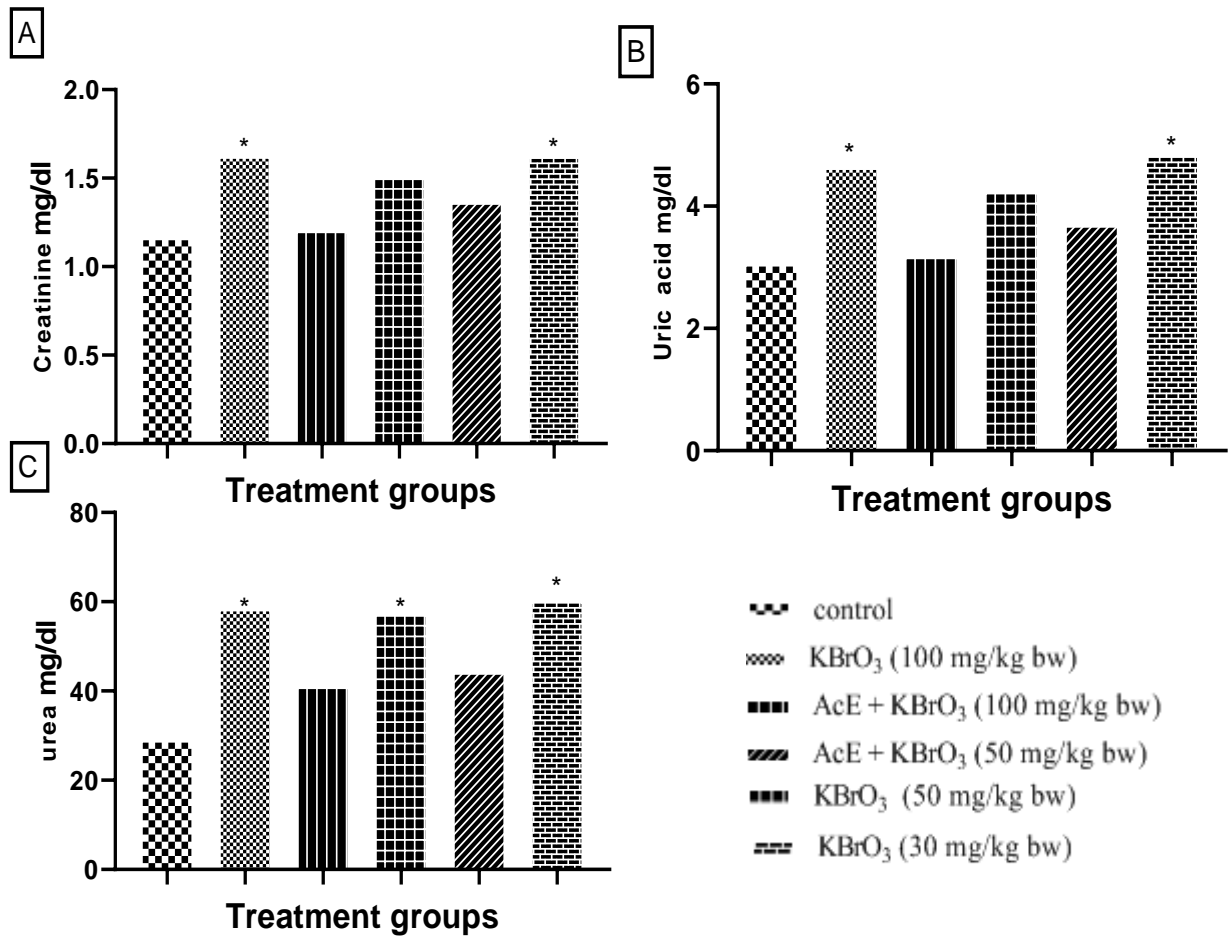 A
Creatinine mg/dl
2.0
1.5
1.0
0.5
0.0
*
*
Treatment groups
B
Uric acid mg/dl
6
4
2
0
*
*
Treatment groups
C
urea mg/dl
80
60
40
20
0
*
*
*
Treatment groups
control
KBrO₃ (100 mg/kg bw)
AcE + KBrO₃ (100 mg/kg bw)
AcE + KBrO₃ (50 mg/kg bw)
KBrO₃ (50 mg/kg bw)
KBrO₃ (30 mg/kg bw)